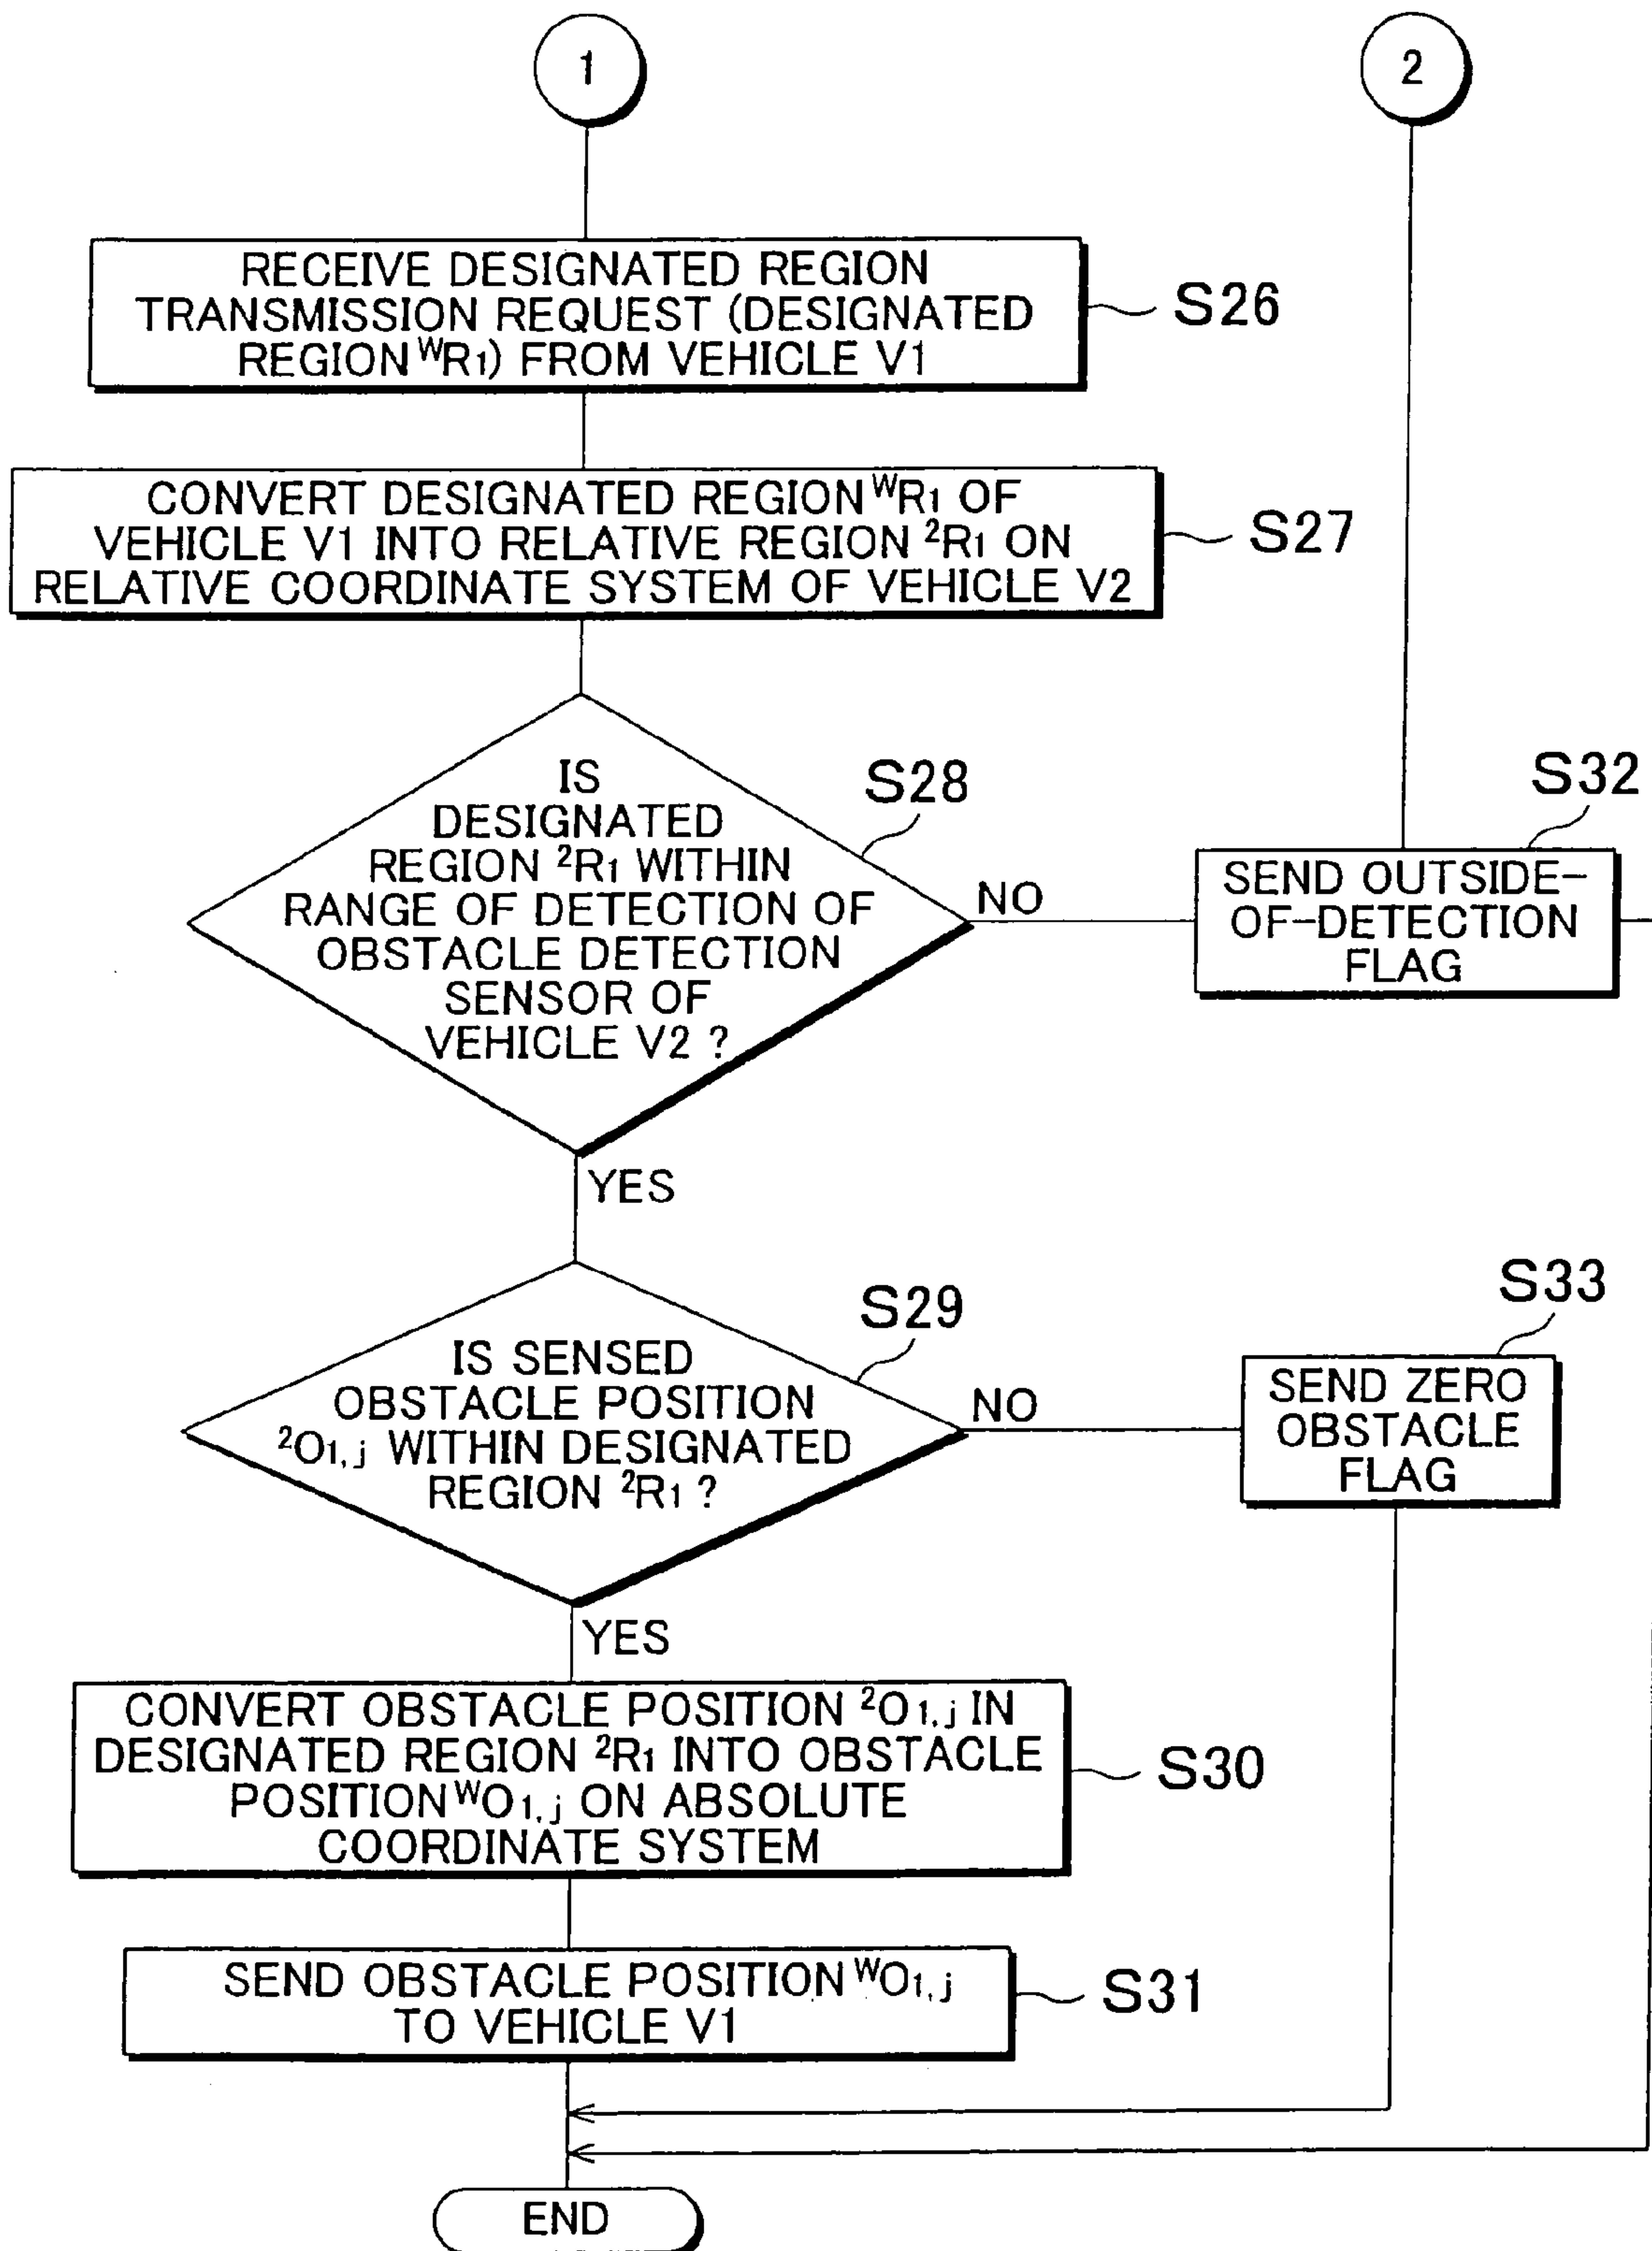 1
2
RECEIVE DESIGNATED REGION
TRANSMISSION REQUEST (DESIGNATED
REGION ᵂR₁) FROM VEHICLE V1
S26
CONVERT DESIGNATED REGION ᵂR₁ OF
VEHICLE V1 INTO RELATIVE REGION ²R₁ ON
RELATIVE COORDINATE SYSTEM OF VEHICLE V2
S27
IS
DESIGNATED
REGION ²R₁ WITHIN
RANGE OF DETECTION OF
OBSTACLE DETECTION
SENSOR OF
VEHICLE V2 ?
S28
NO
SEND OUTSIDE-
OF-DETECTION
FLAG
S32
YES
IS SENSED
OBSTACLE POSITION
²O₁,ⱼ WITHIN DESIGNATED
REGION ²R₁ ?
S29
NO
SEND ZERO
OBSTACLE
FLAG
S33
YES
CONVERT OBSTACLE POSITION ²O₁,ⱼ IN
DESIGNATED REGION ²R₁ INTO OBSTACLE
POSITION ᵂO₁,ⱼ ON ABSOLUTE
COORDINATE SYSTEM
S30
SEND OBSTACLE POSITION ᵂO₁,ⱼ
TO VEHICLE V1
S31
END